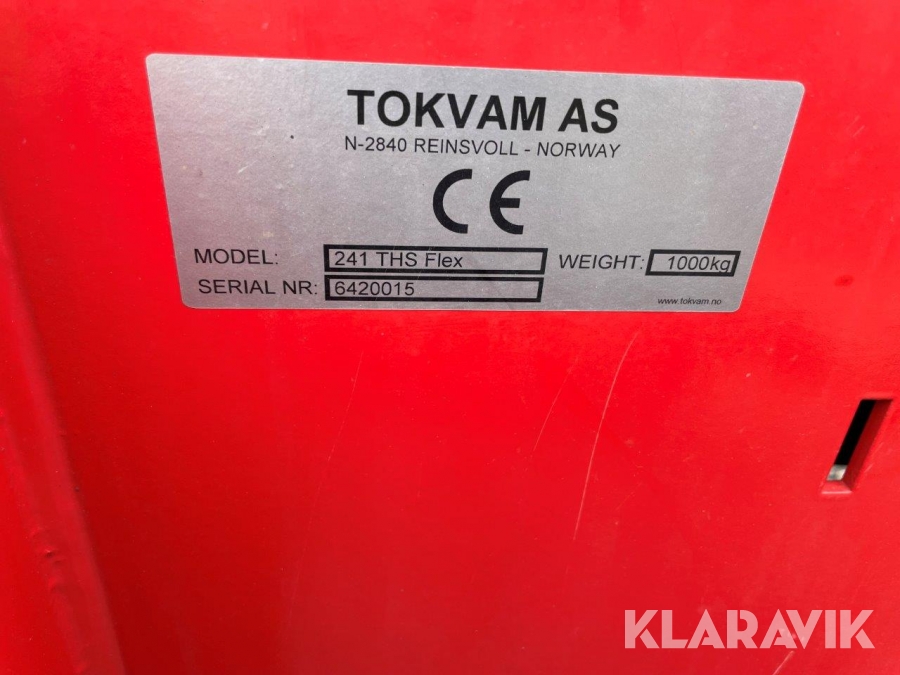 TOKVAM AS
N-2840 REINSVOLL - NORWAY
CE
MODEL: 241 THS Flex WEIGHT: 1000kg
SERIAL NR: 6420015
www.tokvam.no
KLARAVIK